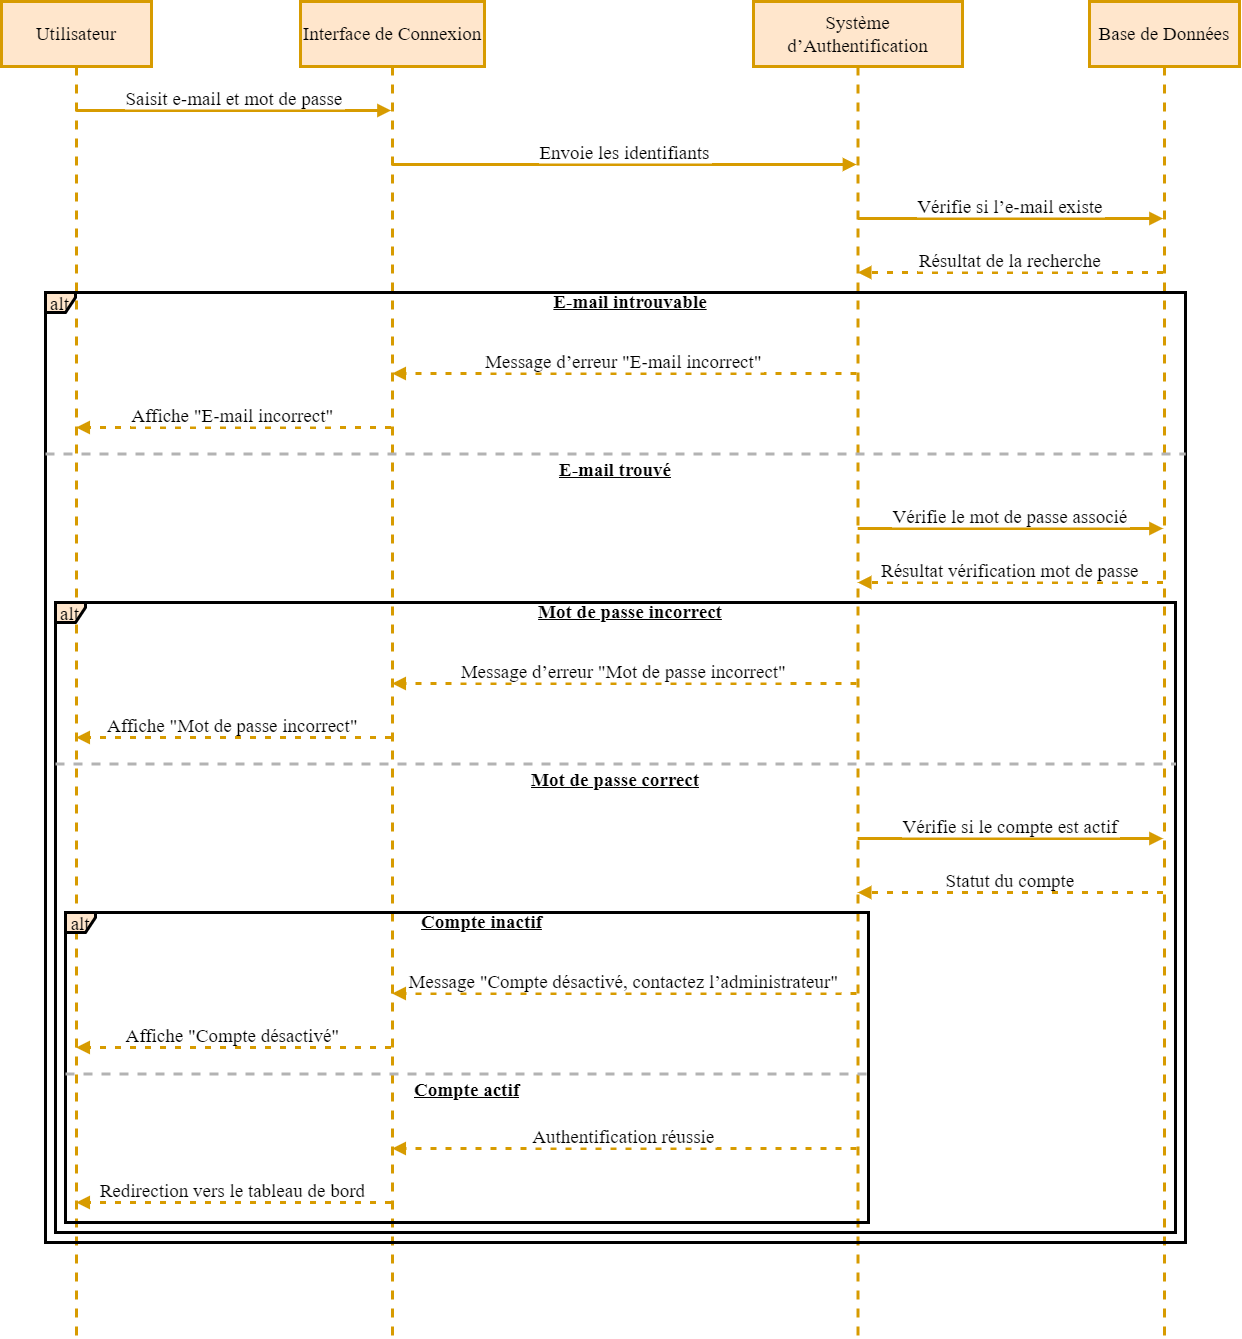 Utilisateur
Interface de Connexion
Système
d’Authentification
Base de Données
Saisit e-mail et mot de passe
Envoie les identifiants
Vérifie si l’e-mail existe
Résultat de la recherche
alt
E-mail introuvable
Message d’erreur "E-mail incorrect"
Affiche "E-mail incorrect"
E-mail trouvé
Vérifie le mot de passe associé
Résultat vérification mot de passe
alt
Mot de passe incorrect
Message d’erreur "Mot de passe incorrect"
Affiche "Mot de passe incorrect"
Mot de passe correct
Vérifie si le compte est actif
Statut du compte
alt
Compte inactif
Message "Compte désactivé, contactez l’administrateur"
Affiche "Compte désactivé"
Compte actif
Authentification réussie
Redirection vers le tableau de bord